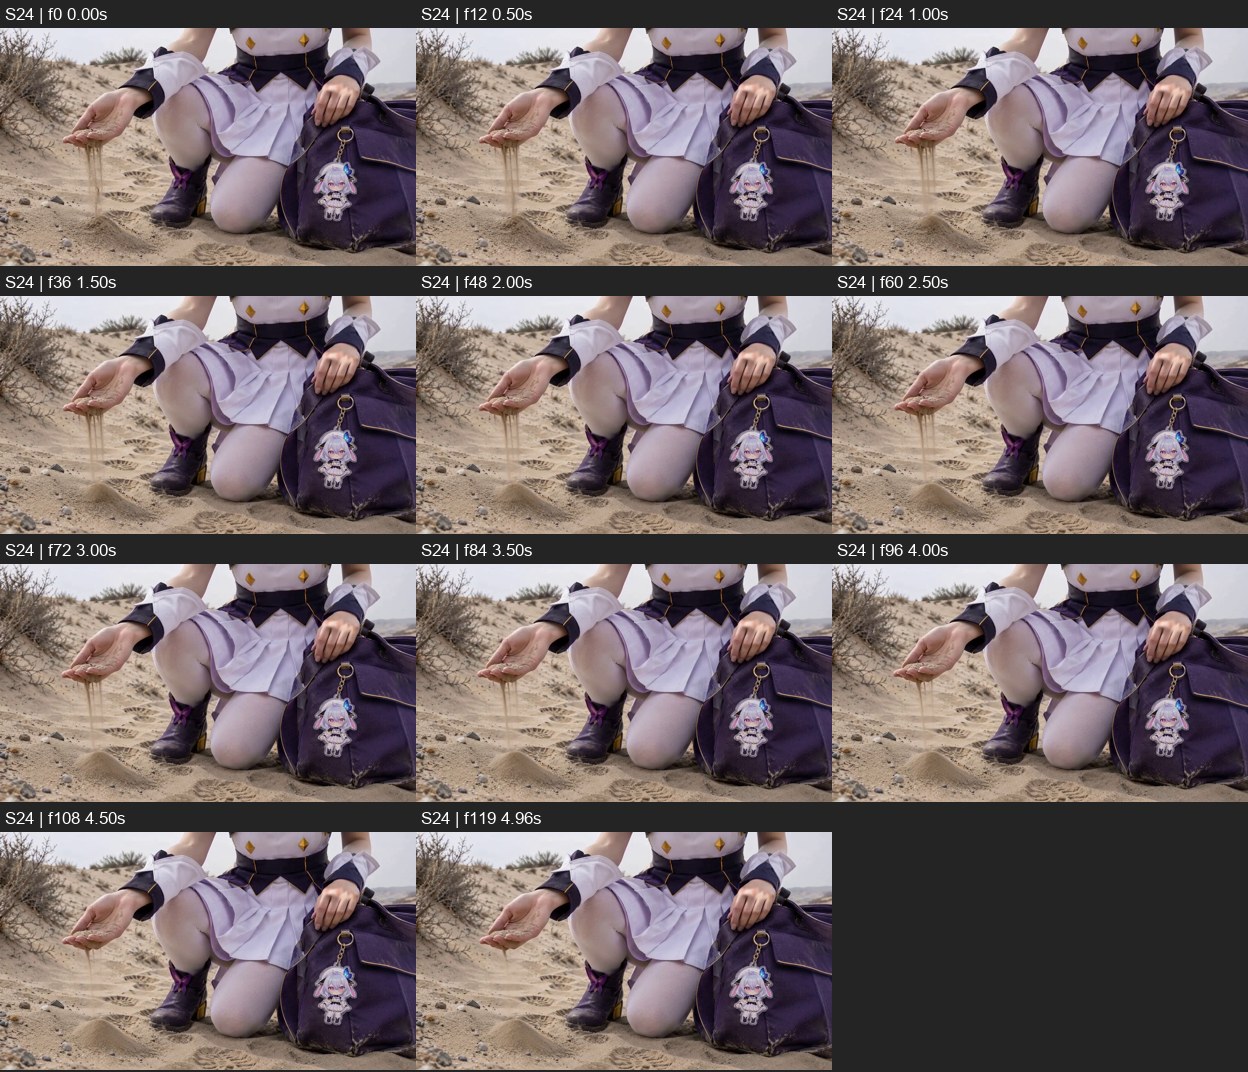 S24 | f0 0.00s
S24 | f12 0.50s
S24 | f24 1.00s
S24 | f36 1.50s
S24 | f48 2.00s
S24 | f60 2.50s
S24 | f72 3.00s
S24 | f84 3.50s
S24 | f96 4.00s
S24 | f108 4.50s
S24 | f119 4.96s